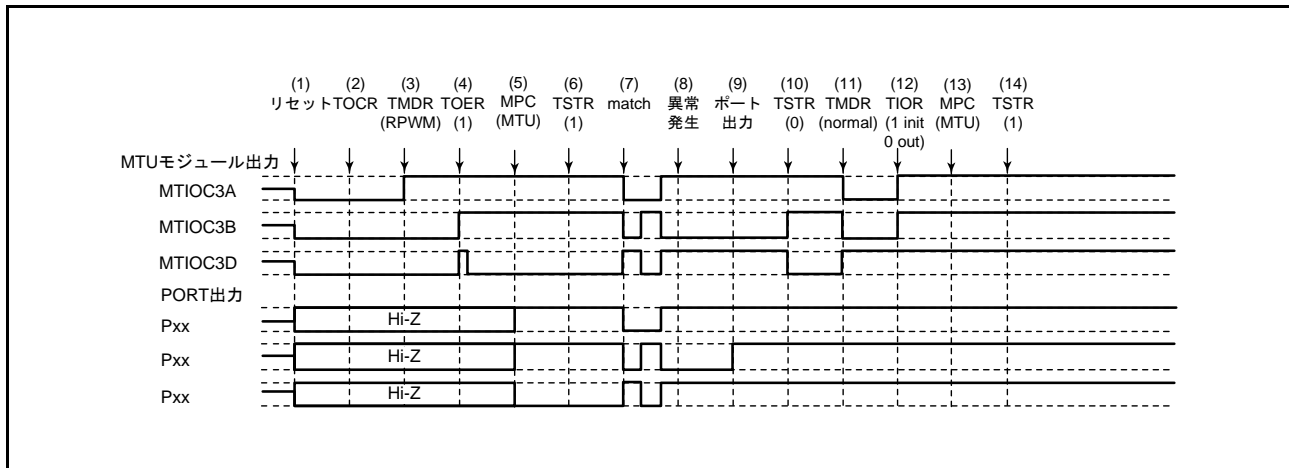 (1) (2) (3) (4) (5) (6) (7) (8) (9) (10) (11) (12) (13) (14)
リセット TOCR TMDR TOER MPC TSTR match 異常 ポート TSTR TMDR TIOR MPC TSTR
(RPWM) (1) (MTU) (1) 発生 出力 (0) (normal) (1 init (MTU) (1)
0 out)
MTUモジュール出力
MTIOC3A
MTIOC3B
MTIOC3D
PORT出力
Pxx Hi-Z
Pxx Hi-Z
Pxx Hi-Z